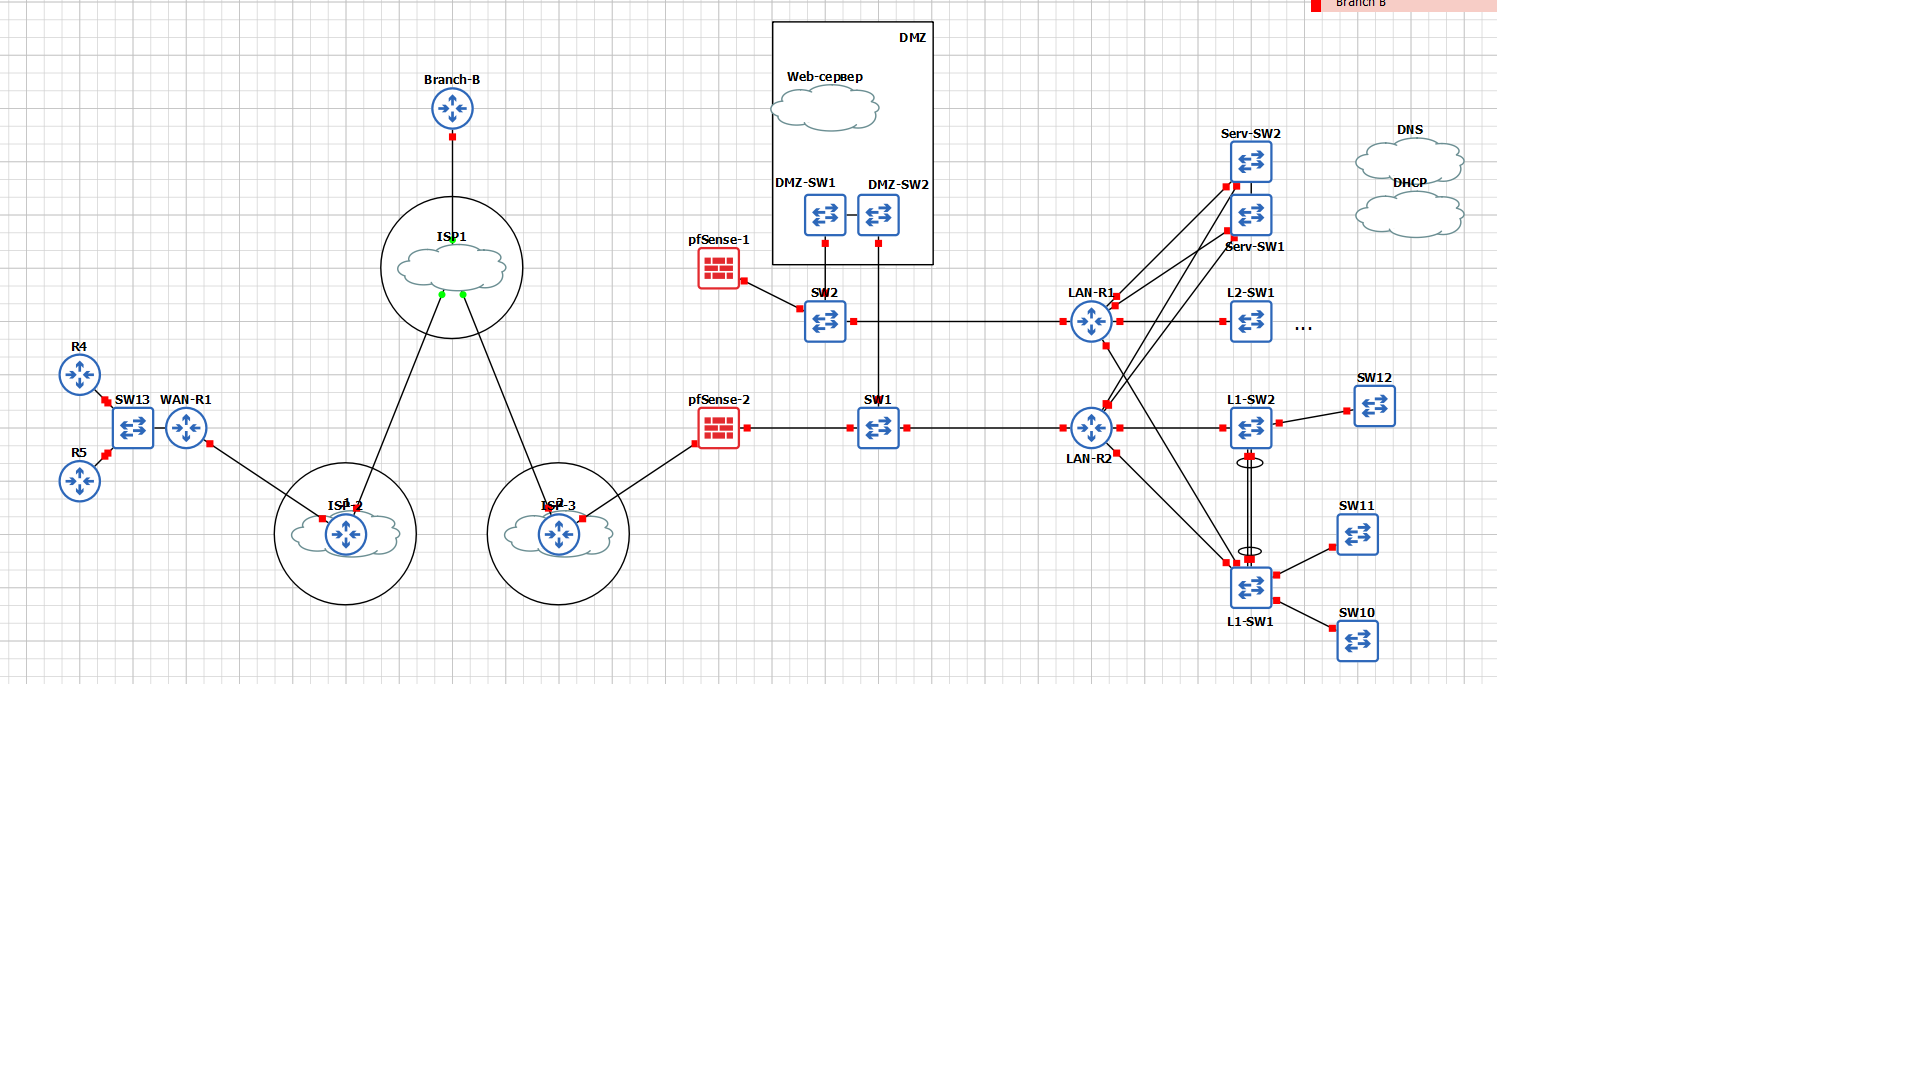 Branch B
DMZ
Web-сервер
Branch-B
DNS
Serv-SW2
DHCP
DMZ-SW1
DMZ-SW2
ISP1
pfSense-1
Serv-SW1
SW2
LAN-R1
L2-SW1
...
R4
SW12
SW13
WAN-R1
pfSense-2
SW1
L1-SW2
R5
LAN-R2
ISP-2
ISP-3
SW11
SW10
L1-SW1